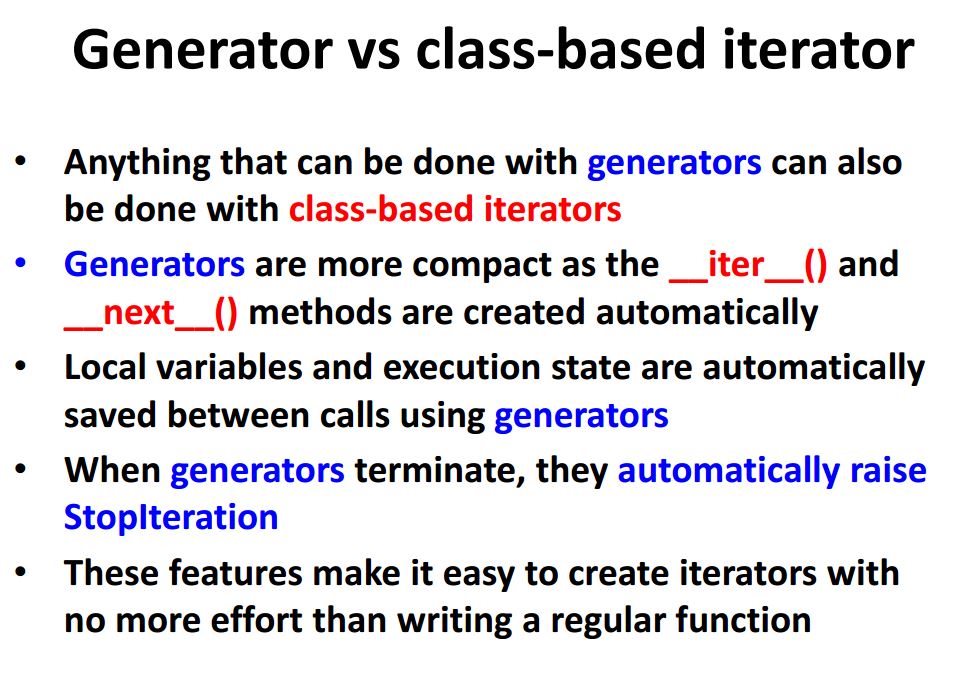 Generator vs class-based iterator
• Anything that can be done with generators can also
be done with class-based iterators
• Generators are more compact as the __iter__() and
__next__() methods are created automatically
• Local variables and execution state are automatically
saved between calls using generators
• When generators terminate, they automatically raise
StopIteration
• These features make it easy to create iterators with
no more effort than writing a regular function